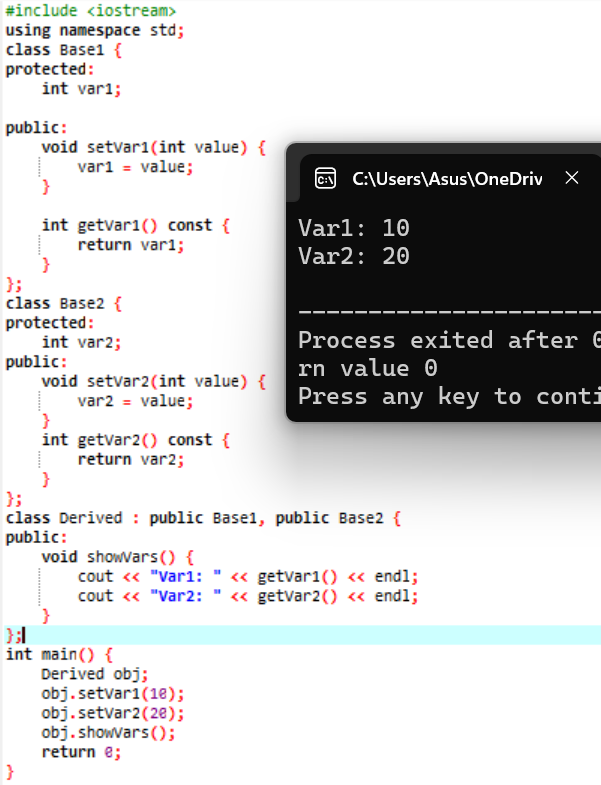 #include <iostream>
using namespace std;
class Base1 {
protected:
    int var1;

public:
    void setVar1(int value) {
        var1 = value;
    }

    int getVar1() const {
        return var1;
    }
};
class Base2 {
protected:
    int var2;
public:
    void setVar2(int value) {
        var2 = value;
    }
    int getVar2() const {
        return var2;
    }
};
class Derived : public Base1, public Base2 {
public:
    void showVars() {
        cout << "Var1: " << getVar1() << endl;
        cout << "Var2: " << getVar2() << endl;
    }
};
int main() {
    Derived obj;
    obj.setVar1(10);
    obj.setVar2(20);
    obj.showVars();
    return 0;
}
C:\Users\Asus\OneDriv
Var1: 10
Var2: 20

----------------------
Process exited after
rn value 0
Press any key to conti